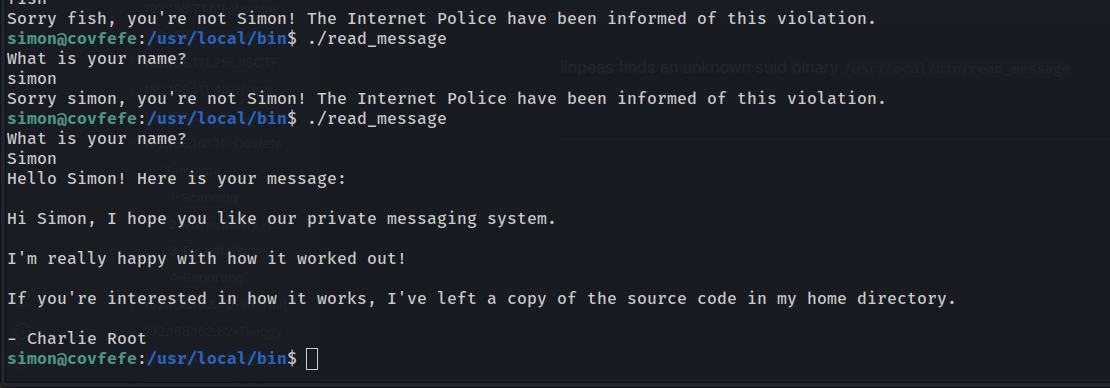 Sorry fish, you're not Simon! The Internet Police have been informed of this violation.
simon@covfefe:/usr/local/bin$ ./read_message
What is your name?
simon
Sorry simon, you're not Simon! The Internet Police have been informed of this violation.
simon@covfefe:/usr/local/bin$ ./read_message
What is your name?
Simon
Hello Simon! Here is your message:
Hi Simon, I hope you like our private messaging system.
I'm really happy with how it worked out!
If you're interested in how it works, I've left a copy of the source code in my home directory.
- Charlie Root
simon@covfefe:/usr/local/bin$
linpeas finds an unknown suid binary /usr/local/bin/read_message